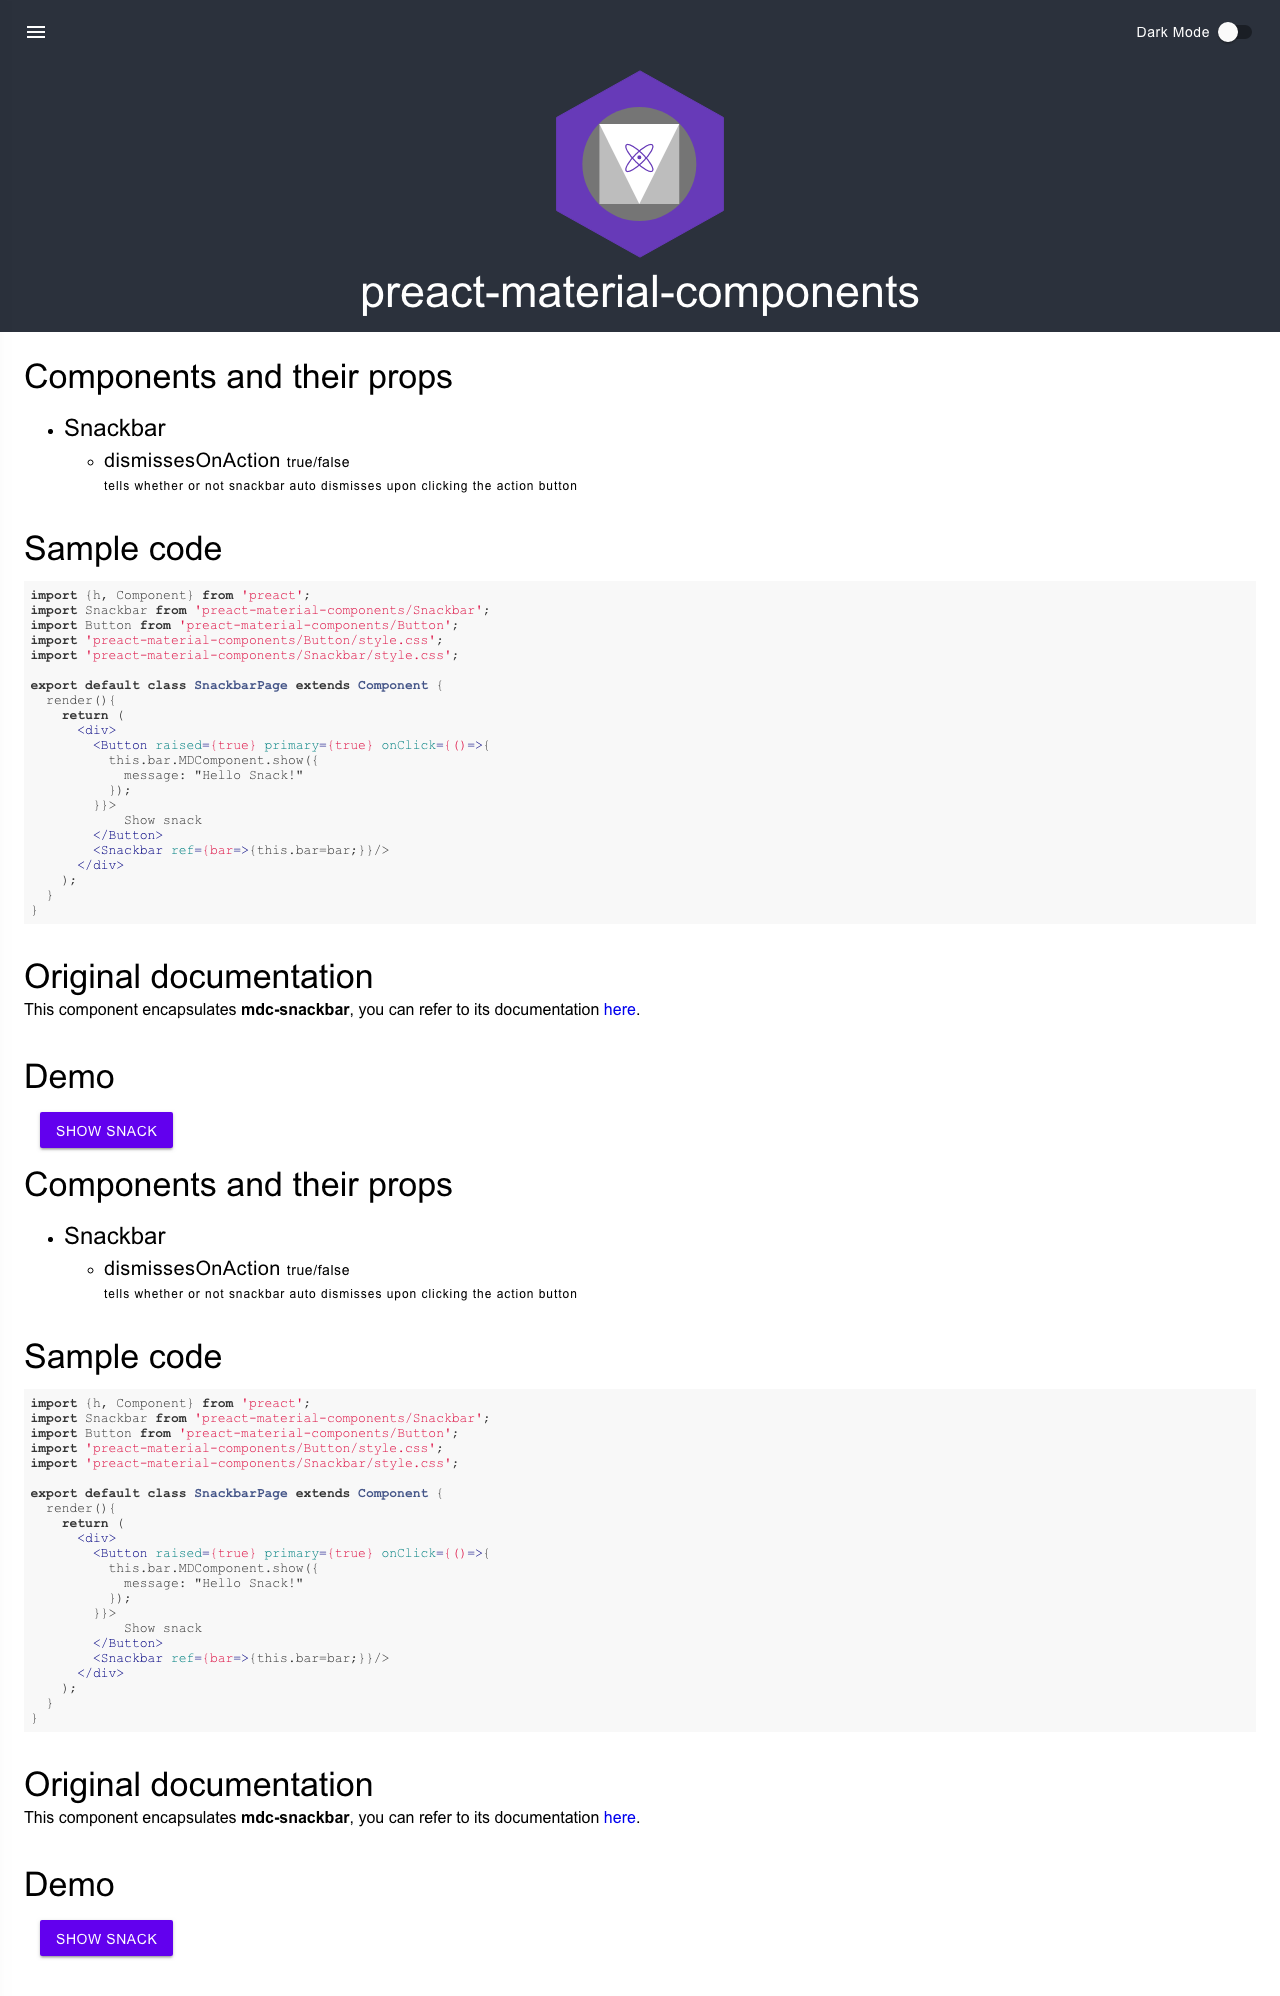 Dark Mode
preact-material-components
Components and their props
Snackbar
dismissesOnAction true/false
tells whether or not snackbar auto dismisses upon clicking the action button
Sample code
import {h, Component} from 'preact';
import Snackbar from 'preact-material-components/Snackbar';
import Button from 'preact-material-components/Button';
import 'preact-material-components/Button/style.css';
import 'preact-material-components/Snackbar/style.css';
export default class SnackbarPage extends Component {
  render(){
    return (
      <div>
        <Button raised={true} primary={true} onClick={()=>{
          this.bar.MDComponent.show({
            message: "Hello Snack!"
          });
        }}>
            Show snack
        </Button>
        <Snackbar ref={bar=>{this.bar=bar;}}/>
      </div>
    );
  }
}
Original documentation
This component encapsulates mdc-snackbar, you can refer to its documentation here.
Demo
SHOW SNACK
Components and their props
Snackbar
dismissesOnAction true/false
tells whether or not snackbar auto dismisses upon clicking the action button
Sample code
import {h, Component} from 'preact';
import Snackbar from 'preact-material-components/Snackbar';
import Button from 'preact-material-components/Button';
import 'preact-material-components/Button/style.css';
import 'preact-material-components/Snackbar/style.css';
export default class SnackbarPage extends Component {
  render(){
    return (
      <div>
        <Button raised={true} primary={true} onClick={()=>{
          this.bar.MDComponent.show({
            message: "Hello Snack!"
          });
        }}>
            Show snack
        </Button>
        <Snackbar ref={bar=>{this.bar=bar;}}/>
      </div>
    );
  }
}
Original documentation
This component encapsulates mdc-snackbar, you can refer to its documentation here.
Demo
SHOW SNACK